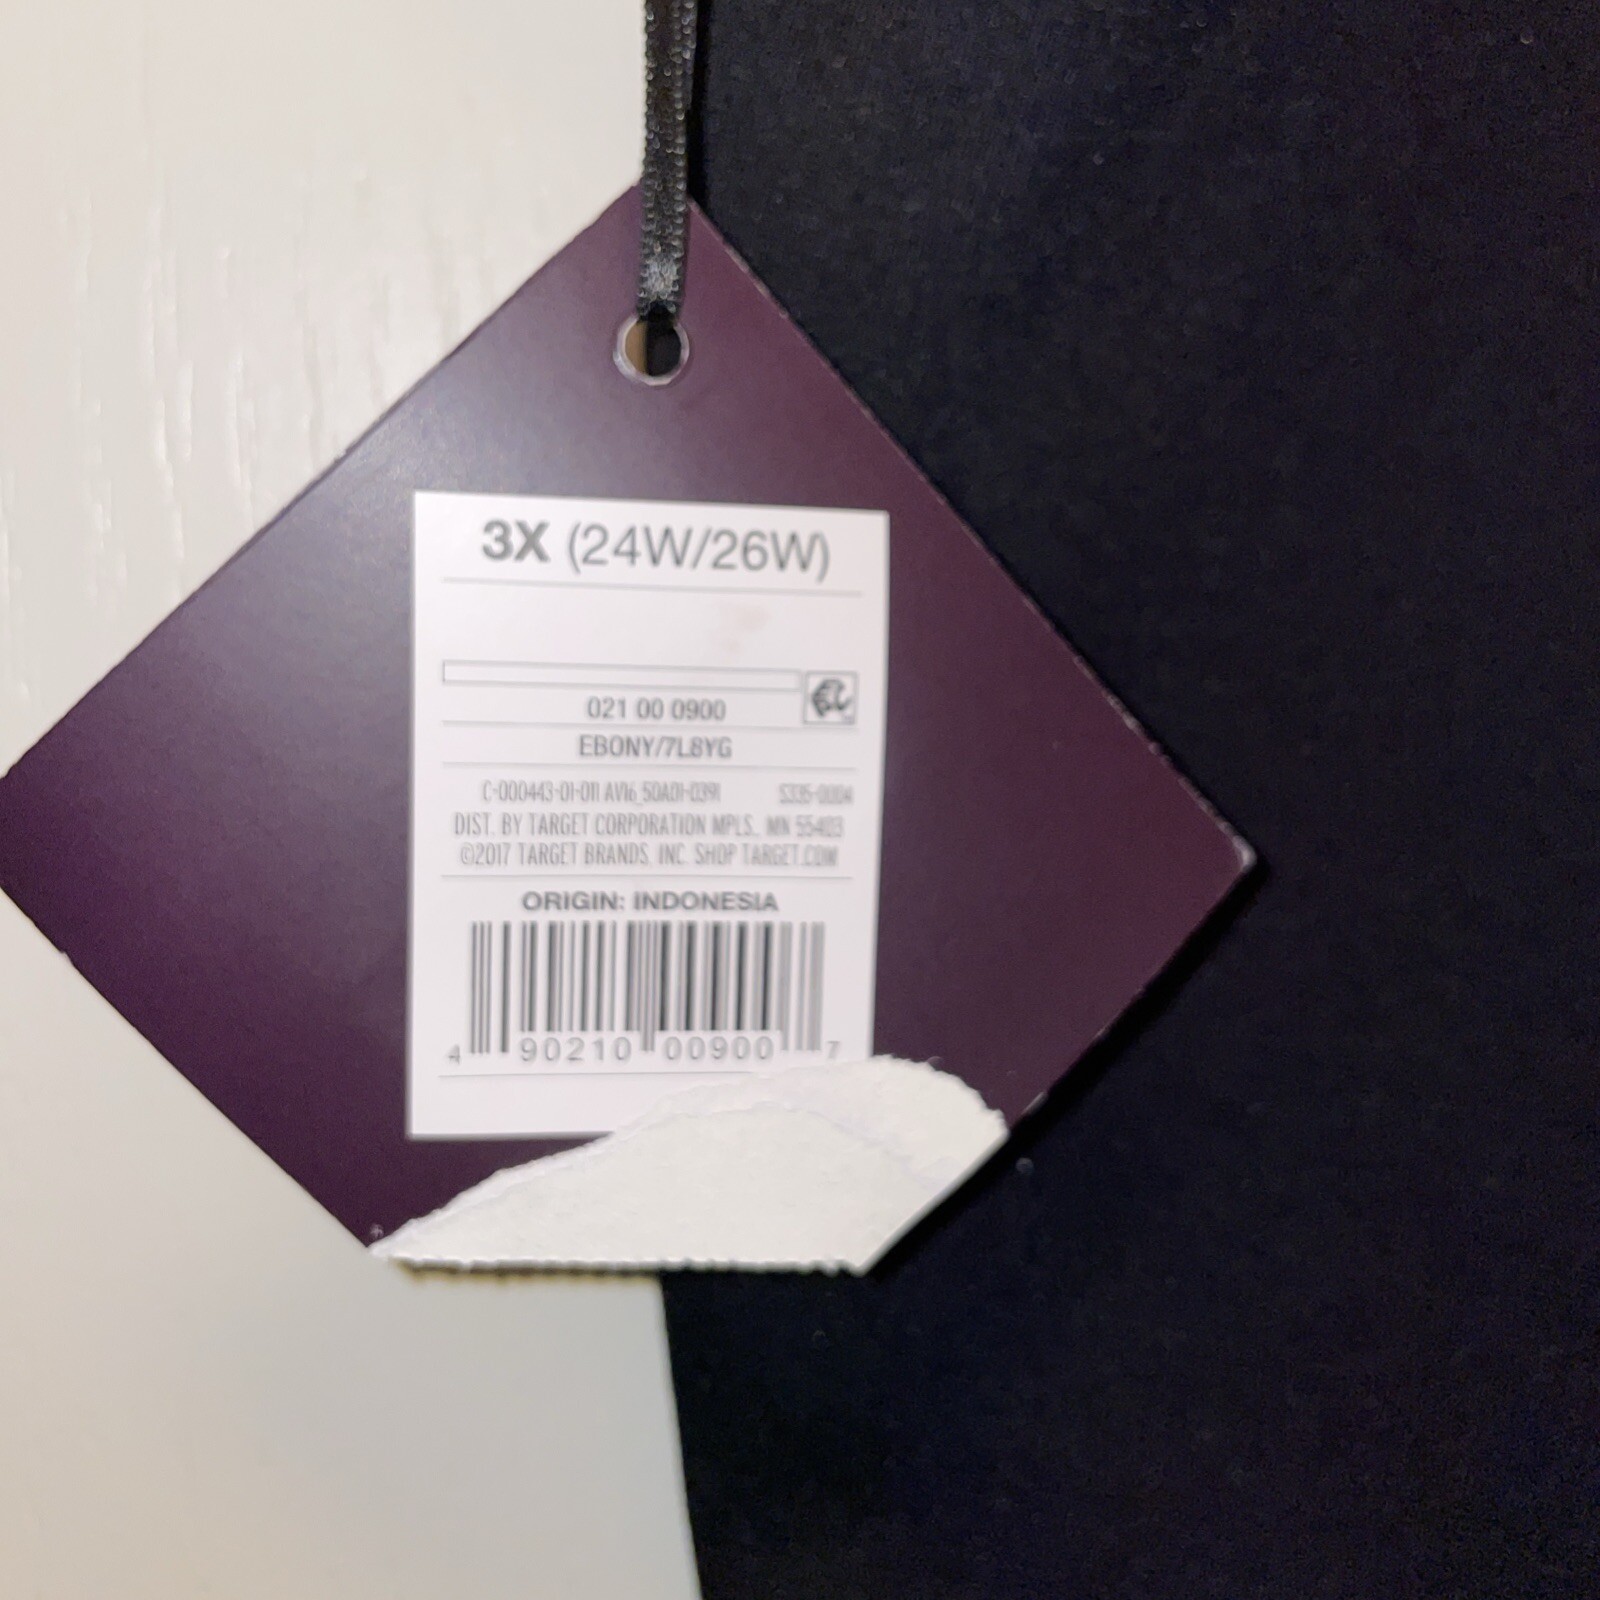 3X (24W/26W)
021 00 0900
EBONY/7L8YG
C-000443-01-011 AV16_50A01-0391 S335-0004
DIST. BY TARGET CORPORATION MPLS., MN 55403
©2017 TARGET BRANDS, INC. SHOP TARGET.COM
ORIGIN: INDONESIA
4 90210 00900 7